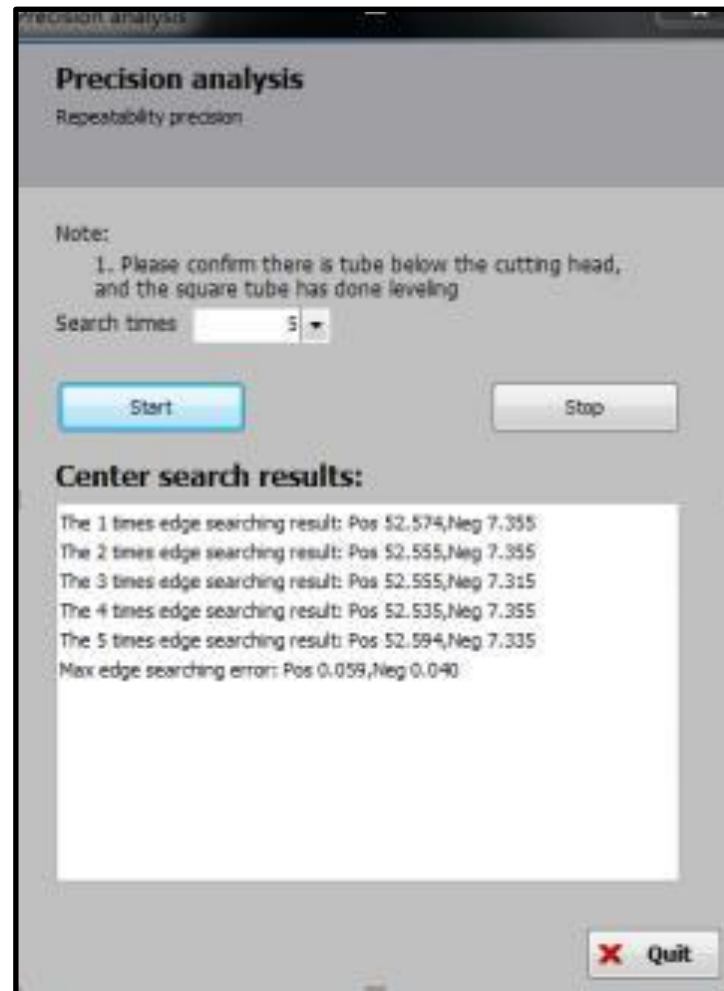 Precision analysis
Precision analysis
Repeatability precision
Note:
1. Please confirm there is tube below the cutting head,
and the square tube has done leveling
Search times 5
Start Stop
Center search results:
The 1 times edge searching result: Pos 52.574,Neg 7.355
The 2 times edge searching result: Pos 52.555,Neg 7.355
The 3 times edge searching result: Pos 52.555,Neg 7.315
The 4 times edge searching result: Pos 52.535,Neg 7.355
The 5 times edge searching result: Pos 52.594,Neg 7.335
Max edge searching error: Pos 0.059,Neg 0.040
Quit